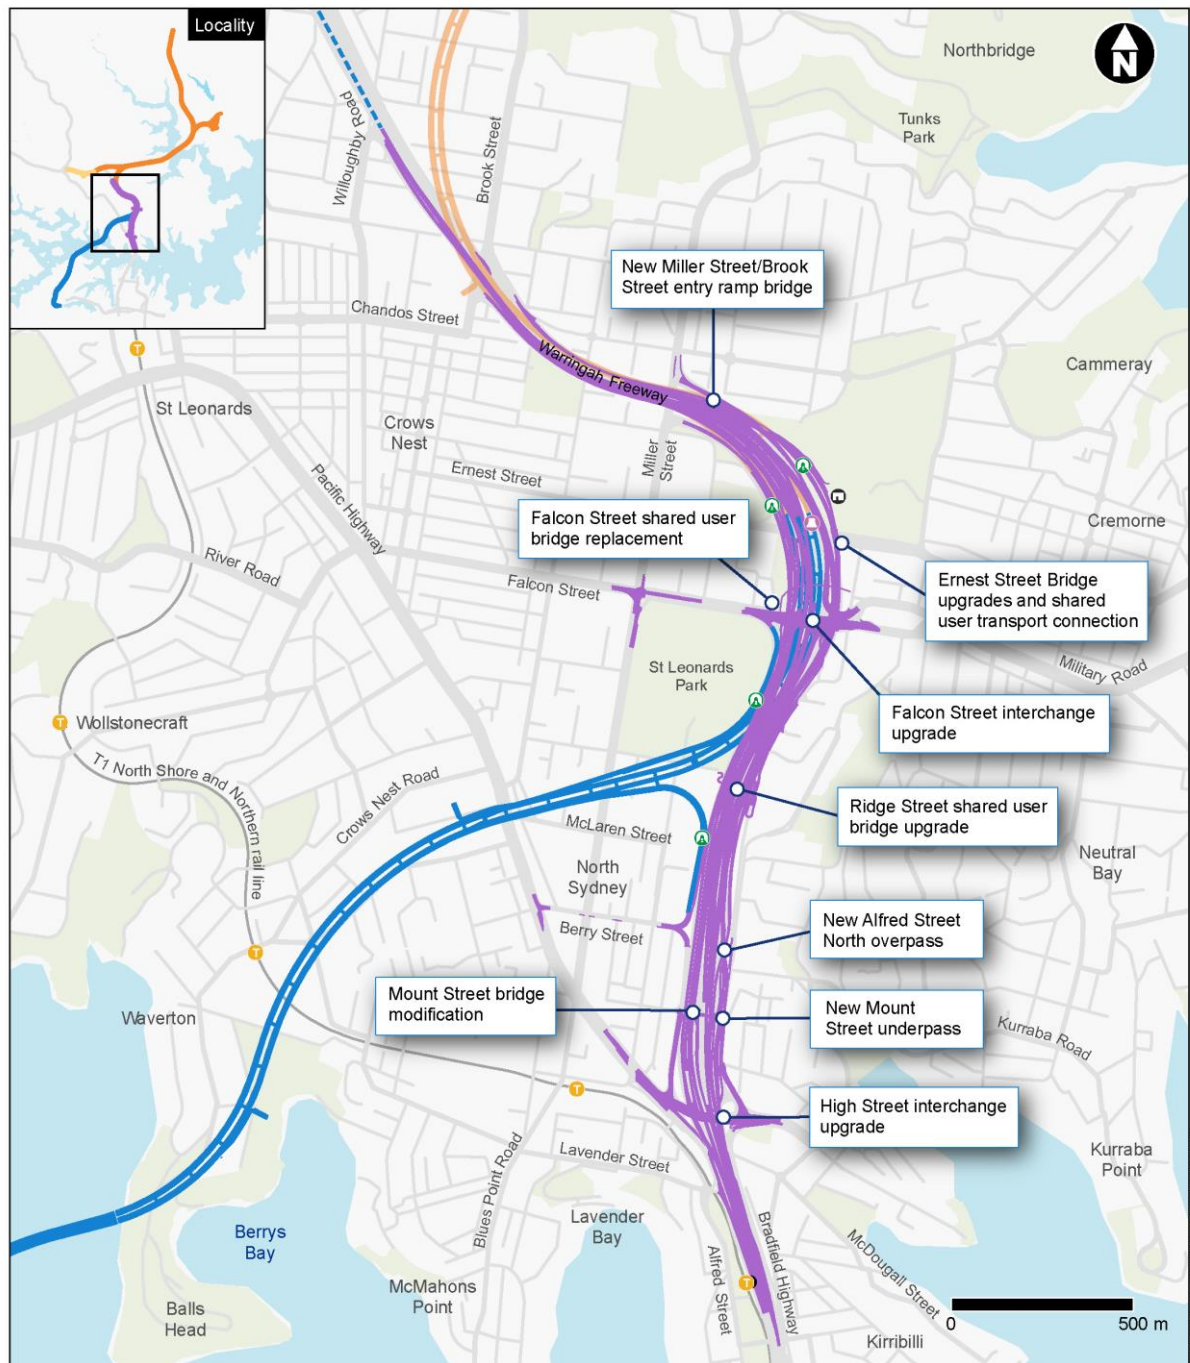 Locality
N
Northbridge
Tunks
Park
Willoughby Road
Brook Street
New Miller Street/Brook
Street entry ramp bridge
Chandos Street
Warringah Freeway
Cammeray
T
St Leonards
Crows
Nest
Miller
Street
Ernest Street
Pacific Highway
Falcon Street shared user
bridge replacement
Cremorne
River Road
Falcon Street
Ernest Street Bridge
upgrades and shared
user transport connection
St Leonards
Park
Military Road
T
Wollstonecraft
Falcon Street interchange
upgrade
T1 North Shore and Northern rail line
Crows Nest Road
Ridge Street shared user
bridge upgrade
McLaren Street
Neutral
Bay
North
Sydney
New Alfred Street
North overpass
Berry Street
T
Mount Street bridge
modification
New Mount
Street underpass
Waverton
Kurraba Road
T
High Street interchange
upgrade
Lavender Street
Kurraba
Point
Blues Point Road
Berrys
Bay
Lavender
Bay
Bradfield Highway
Alfred Street
McDougall Street
T
McMahons
Point
Balls
Head
Kirribilli
0
500 m